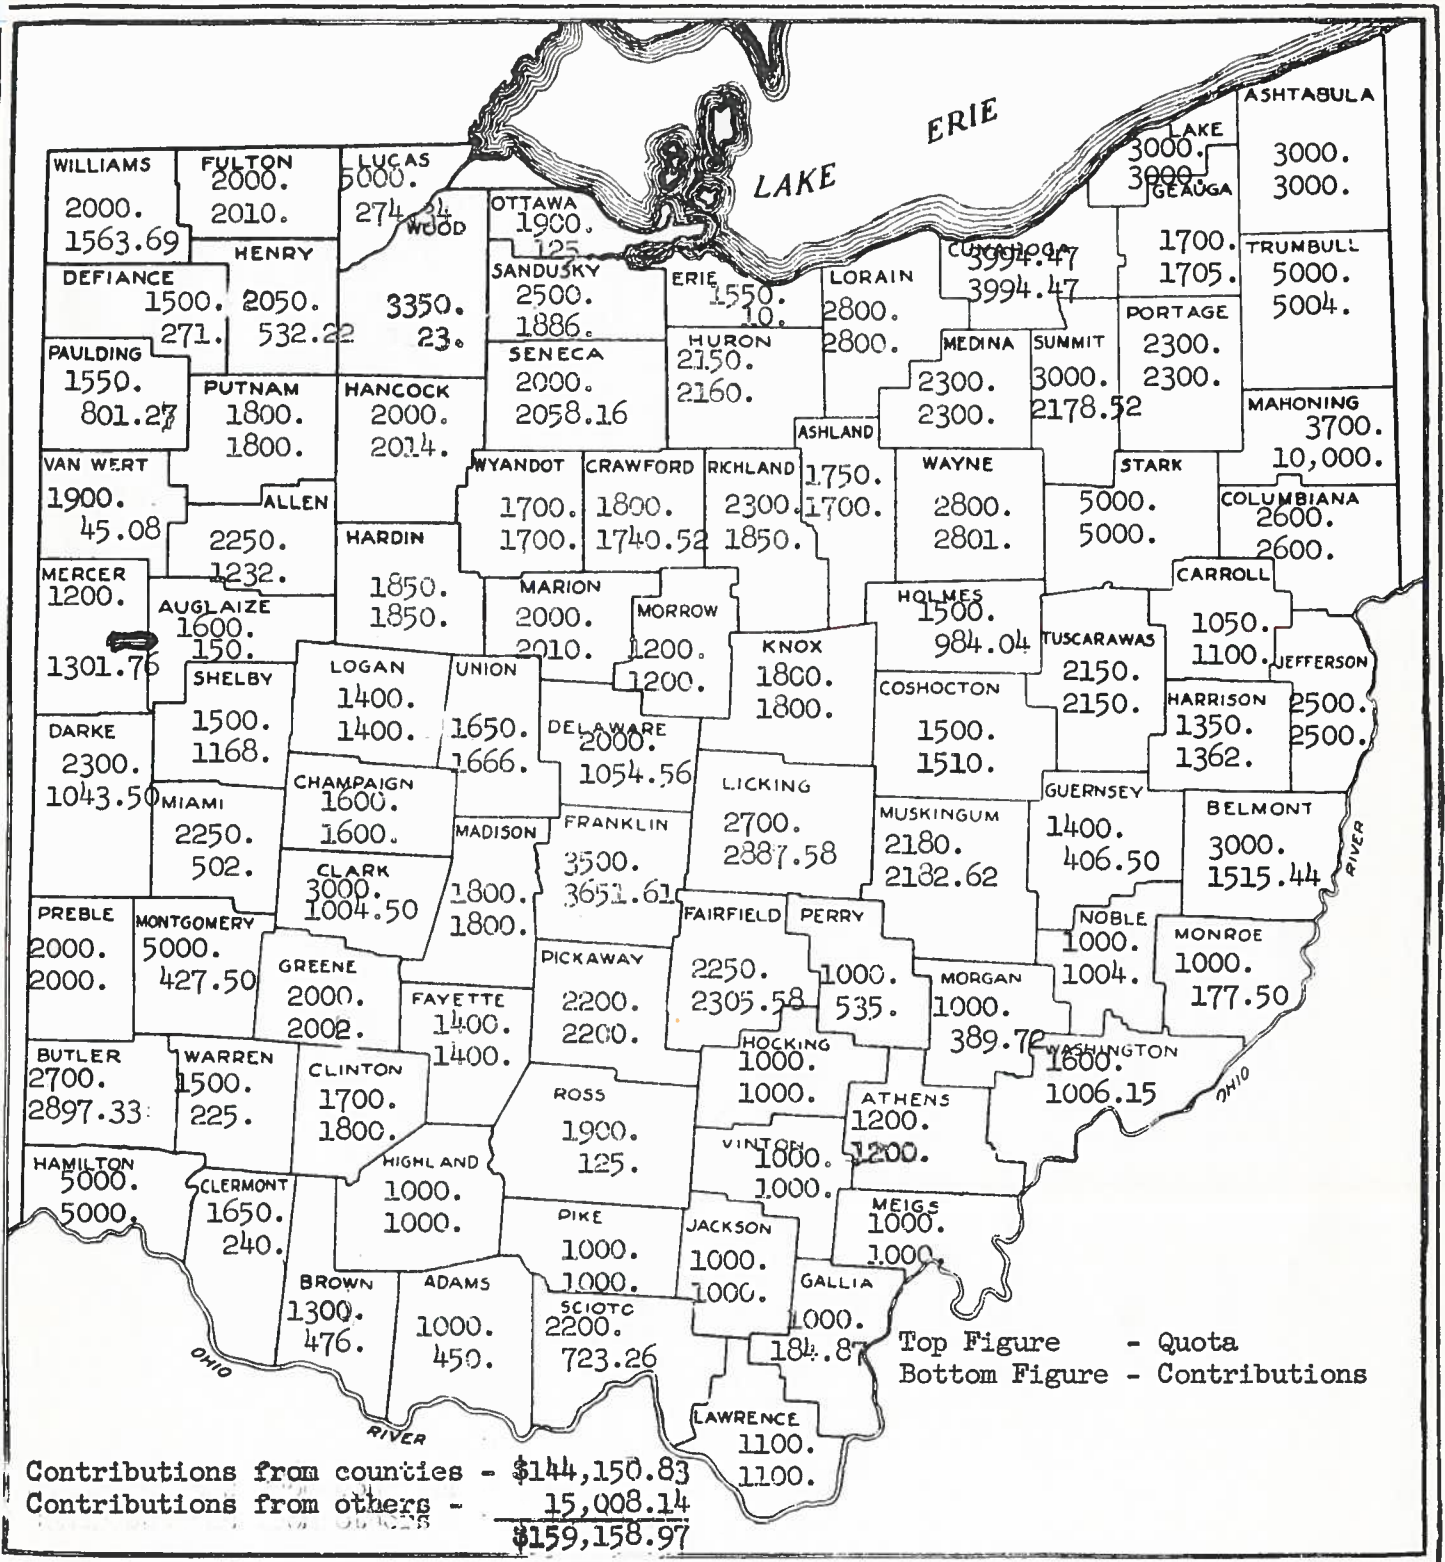 ERIE
LAKE
ASHTABULA
3000.
3000.
LAKE
3000.
3000.
GEAUGA
1700.
1705.
WILLIAMS
2000.
1563.69
FULTON
2000.
2010.
LUCAS
5000.
WOOD
3350.
23.
OTTAWA
1900.
125.
HENRY
2050.
532.22
DEFIANCE
1500.
271.
SANDUSKY
2500.
1886.
ERIE
1550.
10.
LORAIN
2800.
2800.
CUYAHOGA
3994.47
3994.47
TRUMBULL
5000.
5004.
PAULDING
1550.
801.27
PUTNAM
1800.
1800.
HANCOCK
2000.
2014.
SENECA
2000.
2058.16
HURON
2150.
2160.
MEDINA
2300.
2300.
SUMMIT
3000.
2178.52
PORTAGE
2300.
2300.
MAHONING
3700.
10,000.
VAN WERT
1900.
45.08
ALLEN
2250.
1232.
HARDIN
1850.
1850.
WYANDOT
1700.
1700.
CRAWFORD
1800.
1740.52
RICHLAND
2300.
1850.
ASHLAND
1750.
1700.
WAYNE
2800.
2801.
STARK
5000.
5000.
COLUMBIANA
2600.
2600.
MERCER
1200.
1301.76
AUGLAIZE
1600.
150.
MARION
2000.
2010.
MORROW
1200.
1200.
KNOX
1800.
1800.
HOLMES
1500.
984.04
TUSCARAWAS
2150.
2150.
CARROLL
1050.
1100.
JEFFERSON
2500.
2500.
SHELBY
1500.
1168.
LOGAN
1400.
1400.
UNION
1650.
1666.
DELAWARE
2000.
1054.56
COSHOCTON
1500.
1510.
HARRISON
1350.
1362.
DARKE
2300.
1043.50
MIAMI
2250.
502.
CHAMPAIGN
1600.
1600.
LICKING
2700.
2887.58
MUSKINGUM
2180.
2182.62
GUERNSEY
1400.
406.50
BELMONT
3000.
1515.44
RIVER
CLARK
3000.
1004.50
MADISON
1800.
1800.
FRANKLIN
3500.
3651.61
PREBLE
2000.
2000.
MONTGOMERY
5000.
427.50
GREENE
2000.
2002.
FAYETTE
1400.
1400.
PICKAWAY
2200.
2200.
FAIRFIELD
2250.
2305.58
PERRY
1000.
535.
MORGAN
1000.
389.72
NOBLE
1000.
1004.
MONROE
1000.
177.50
BUTLER
2700.
2897.33
WARREN
1500.
225.
CLINTON
1700.
1800.
ROSS
1900.
125.
HOCKING
1000.
1000.
ATHENS
1200.
1200.
WASHINGTON
1600.
1006.15
OHIO
HAMILTON
5000.
5000.
CLERMONT
1650.
240.
HIGHLAND
1000.
1000.
PIKE
1000.
1000.
VINTON
1000.
1000.
JACKSON
1000.
1000.
MEIGS
1000.
1000.
GALLIA
1000.
184.87
BROWN
1300.
476.
ADAMS
1000.
450.
SCIOTO
2200.
723.26
LAWRENCE
1100.
1100.
OHIO
RIVER
Top Figure - Quota
Bottom Figure - Contributions
Contributions from counties - $144,150.83
Contributions from others - 15,008.14
$159,158.97